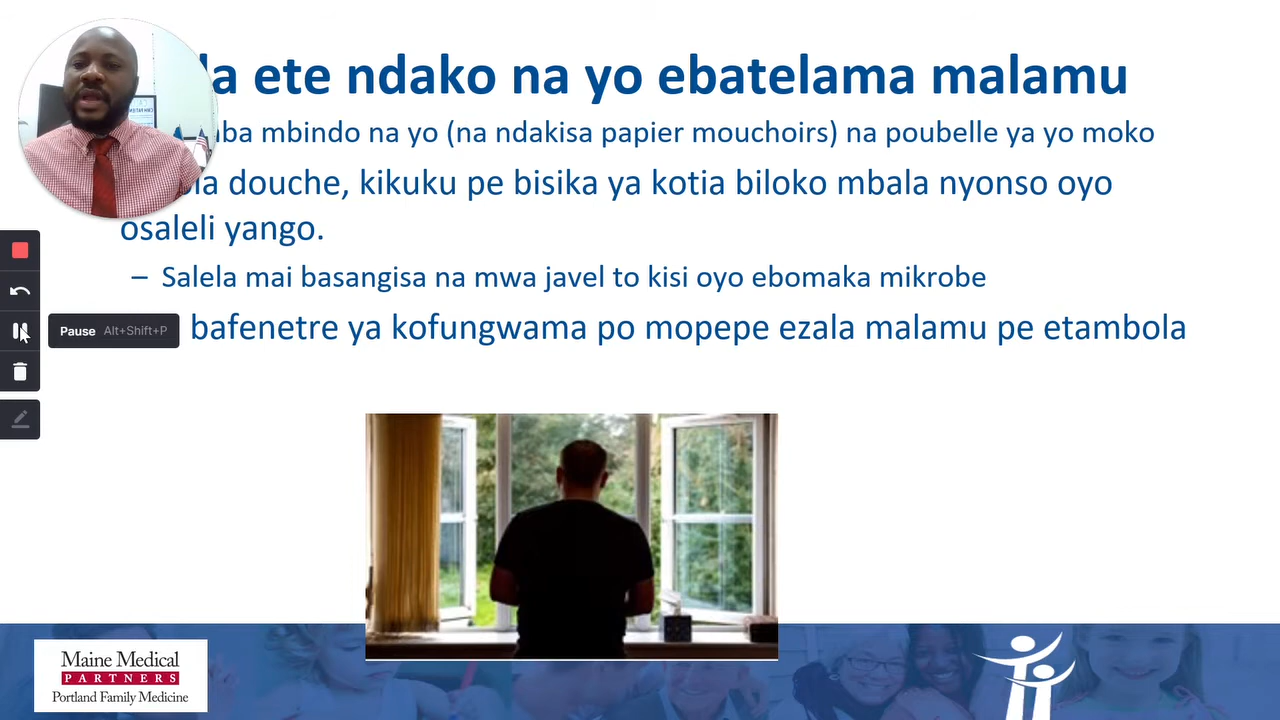 ete ndako na yo ebatelama malamu
mbindo na yo (na ndakisa papier mouchoirs) na poubelle ya yo moko
douche, kikuku pe bisika ya kotia biloko mbala nyonso oyo
osaleli yango.
– Salela mai basangisa na mwa javel to kisi oyo ebomaka mikrobe
Pause Alt+Shift+P
bafenetre ya kofungwama po mopepe ezala malamu pe etambola
Maine Medical
PARTNERS
Portland Family Medicine